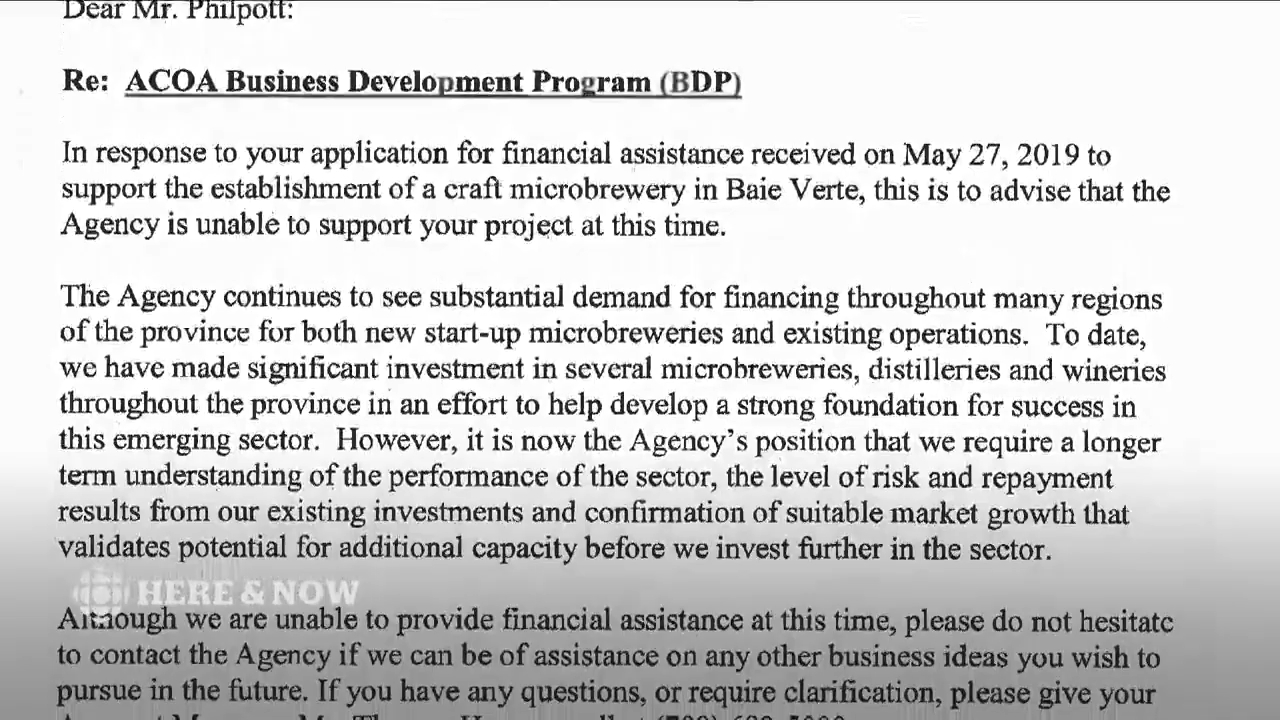 Dear Mr. Philpott:
Re: ACOA Business Development Program (BDP)
In response to your application for financial assistance received on May 27, 2019 to
support the establishment of a craft microbrewery in Baie Verte, this is to advise that the
Agency is unable to support your project at this time.
The Agency continues to see substantial demand for financing throughout many regions
of the province for both new start-up microbreweries and existing operations. To date,
we have made significant investment in several microbreweries, distilleries and wineries
throughout the province in an effort to help develop a strong foundation for success in
this emerging sector. However, it is now the Agency's position that we require a longer
term understanding of the performance of the sector, the level of risk and repayment
results from our existing investments and confirmation of suitable market growth that
validates potential for additional capacity before we invest further in the sector.
HERE & NOW
Although we are unable to provide financial assistance at this time, please do not hesitate
to contact the Agency if we can be of assistance on any other business ideas you wish to
pursue in the future. If you have any questions, or require clarification, please give your